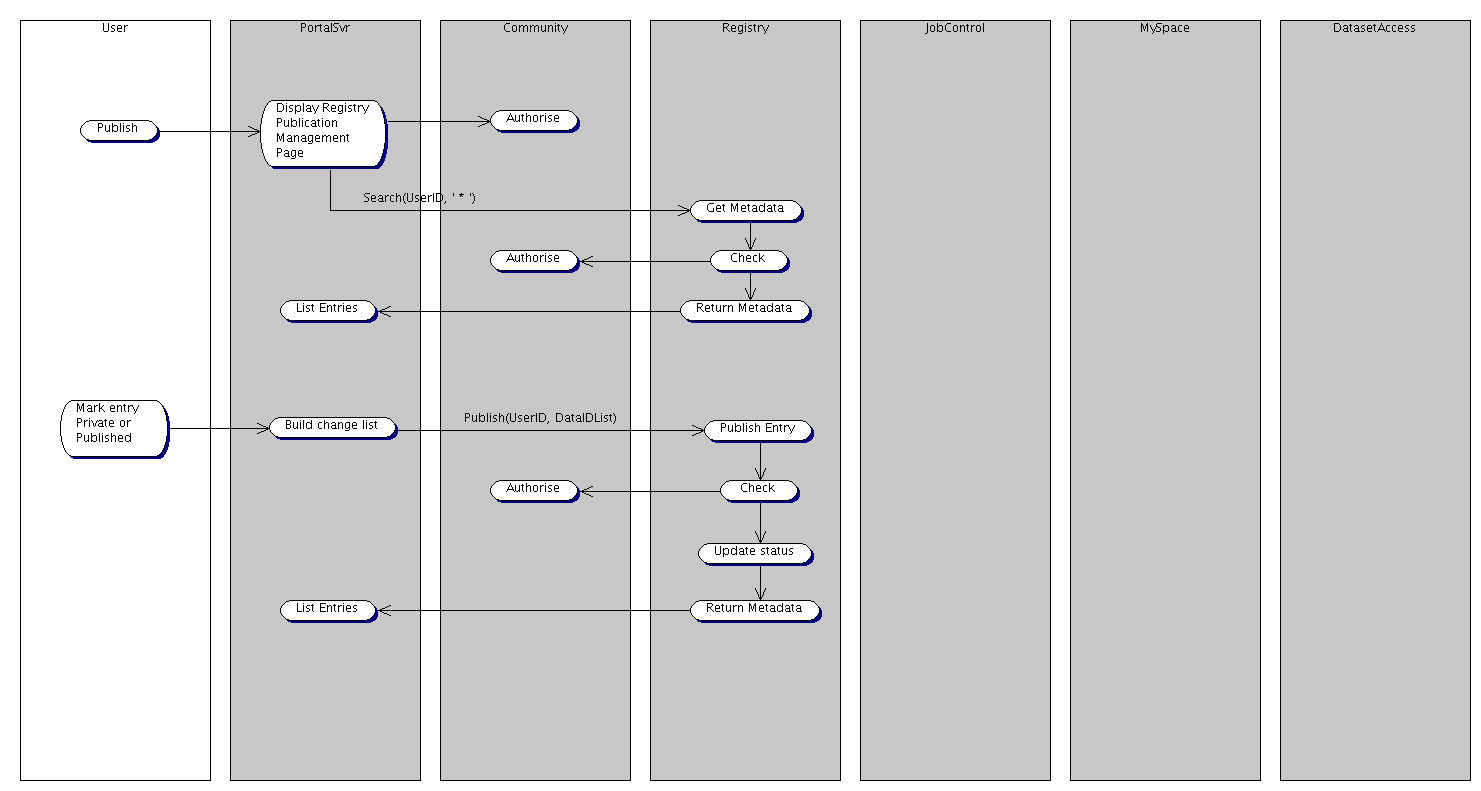 User
PortalSvr
Community
Registry
JobControl
MySpace
DatasetAccess
Publish
Display Registry
Publication
Management
Page
Authorise
Search(UserID, ' * ')
Get Metadata
Authorise
Check
List Entries
Return Metadata
Mark entry
Private or
Published
Build change list
Publish(UserID, DataIDList)
Publish Entry
Authorise
Check
Update status
List Entries
Return Metadata